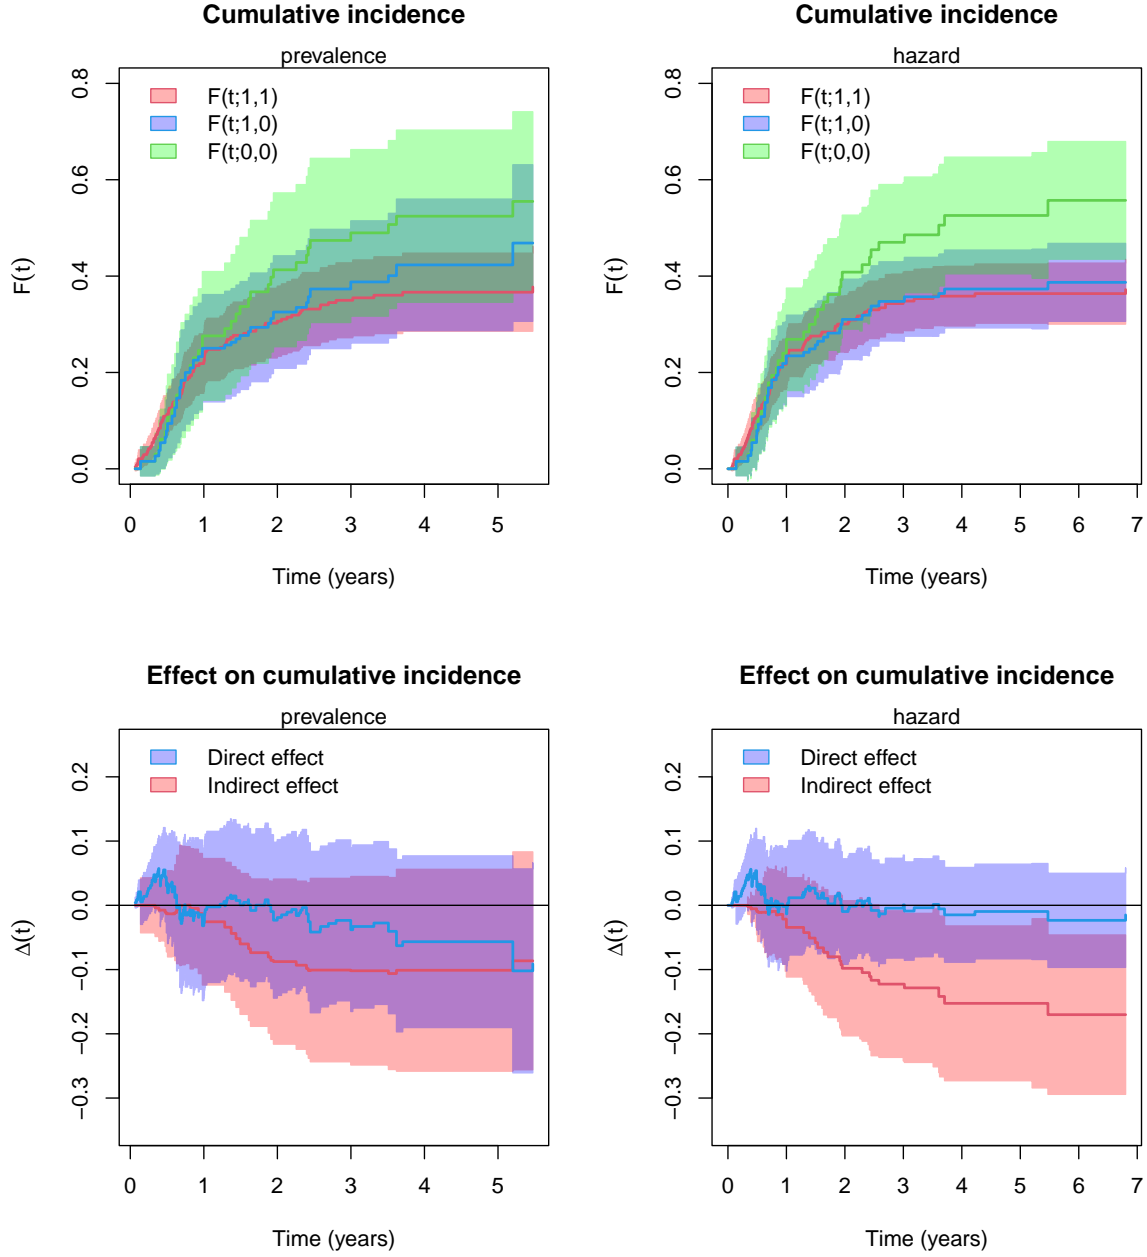 Cumulative incidence
prevalence
F(t;1,1)
F(t;1,0)
F(t;0,0)
F(t)
0.8
0.6
0.4
0.2
0.0
0 1 2 3 4 5
Time (years)
Cumulative incidence
hazard
F(t;1,1)
F(t;1,0)
F(t;0,0)
F(t)
0.8
0.6
0.4
0.2
0.0
0 1 2 3 4 5 6 7
Time (years)
Effect on cumulative incidence
prevalence
Direct effect
Indirect effect
Δ(t)
0.2
0.1
0.0
−0.1
−0.2
−0.3
0 1 2 3 4 5
Time (years)
Effect on cumulative incidence
hazard
Direct effect
Indirect effect
Δ(t)
0.2
0.1
0.0
−0.1
−0.2
−0.3
0 1 2 3 4 5 6 7
Time (years)